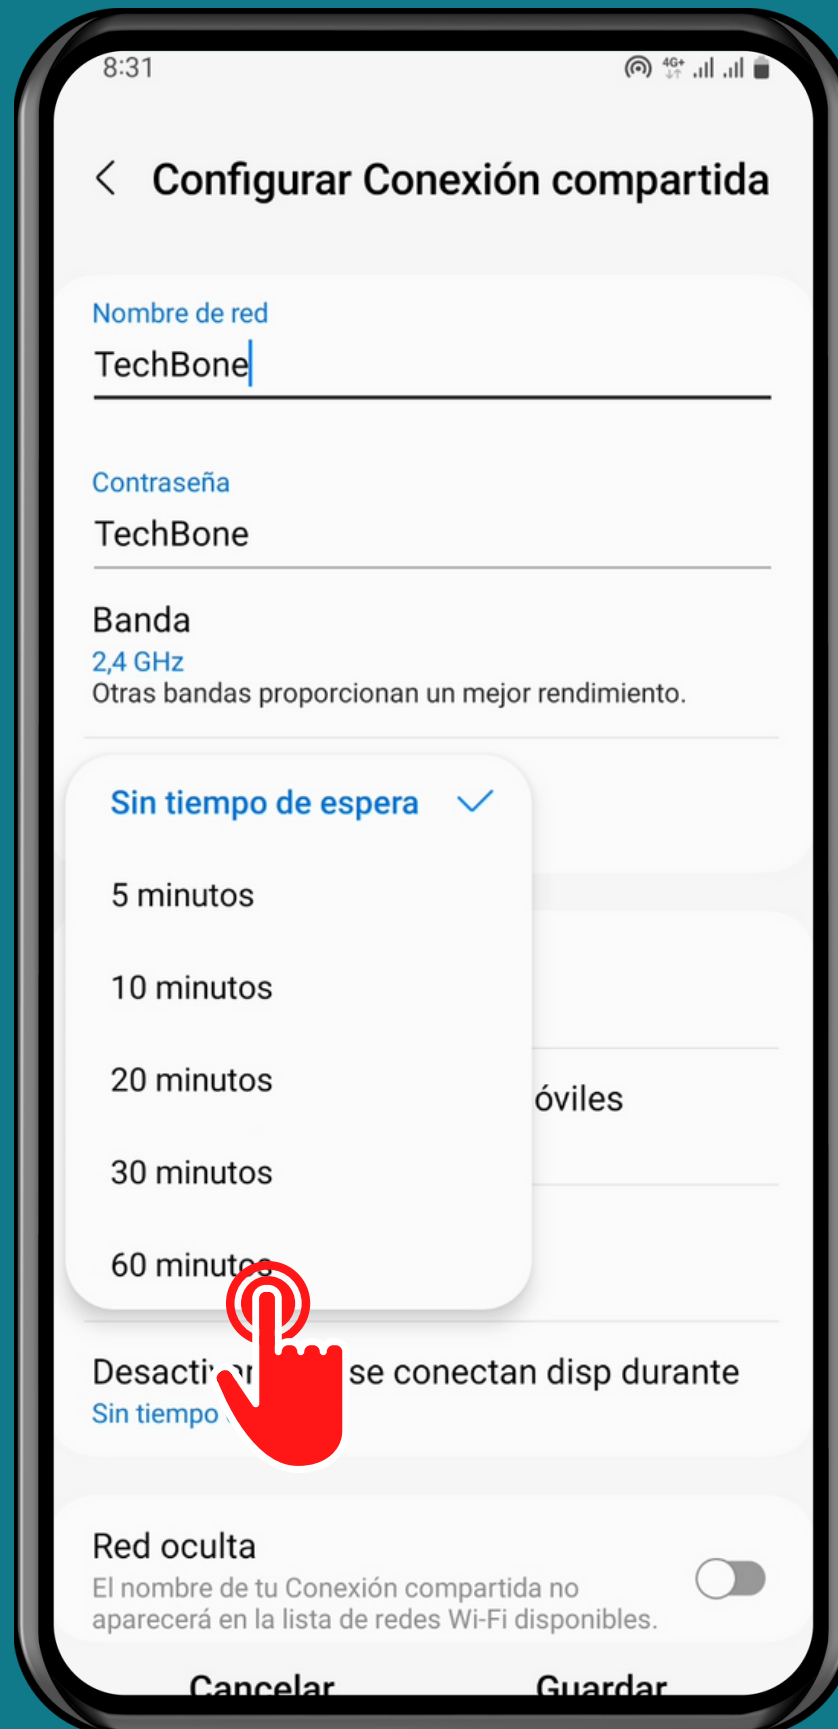 8:31
4G+
Configurar Conexión compartida
Nombre de red
TechBone
Contraseña
TechBone
Banda
2,4 GHz
Otras bandas proporcionan un mejor rendimiento.
Sin tiempo de espera
5 minutos
10 minutos
20 minutos
óviles
30 minutos
60 minutos
se conectan disp durante
Sin tiempo
Red oculta
El nombre de tu Conexión compartida no
aparecerá en la lista de redes Wi-Fi disponibles.
Cancelar Guardar